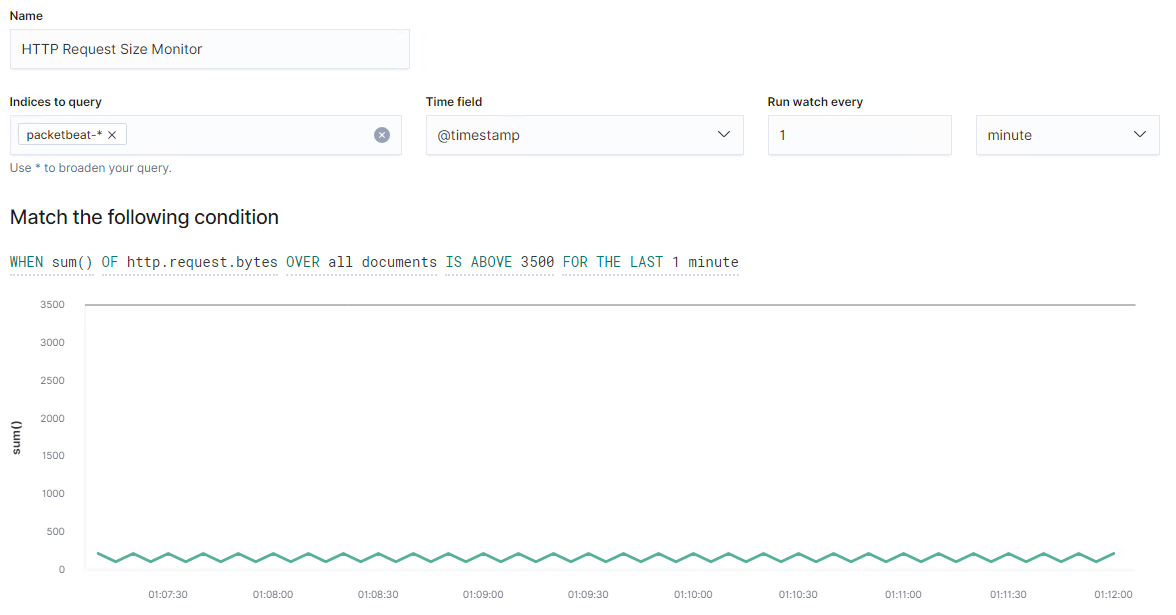 Name
HTTP Request Size Monitor
Indices to query Time field Run watch every
packetbeat-* @timestamp 1 minute
Use * to broaden your query.
Match the following condition
WHEN sum() OF http.request.bytes OVER all documents IS ABOVE 3500 FOR THE LAST 1 minute
3500
3000
2500
2000
1500
1000
500
0
sum()
01:07:30 01:08:00 01:08:30 01:09:00 01:09:30 01:10:00 01:10:30 01:11:00 01:11:30 01:12:00